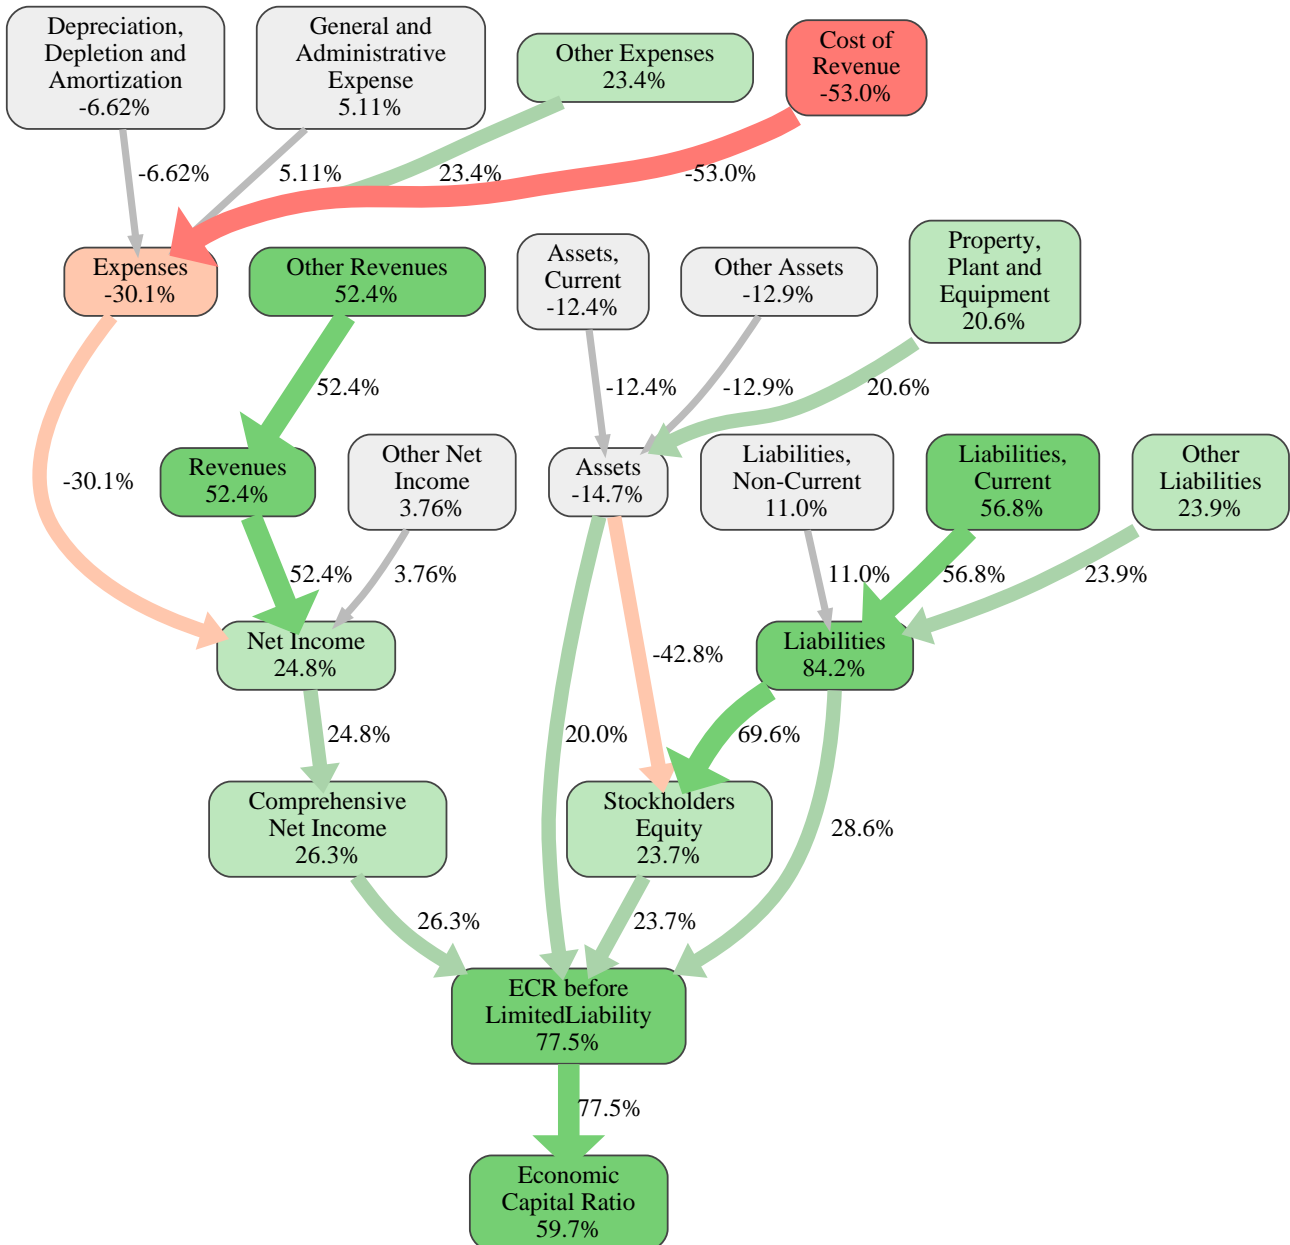 Depreciation,
Depletion and
Amortization
-6.62%
General and
Administrative
Expense
5.11%
Other Expenses
23.4%
Cost of
Revenue
-53.0%
-6.62%
5.11%
23.4%
-53.0%
Expenses
-30.1%
Other Revenues
52.4%
Assets,
Current
-12.4%
Other Assets
-12.9%
Property,
Plant and
Equipment
20.6%
52.4%
-12.4%
-12.9%
20.6%
-30.1%
Revenues
52.4%
Other Net
Income
3.76%
Assets
-14.7%
Liabilities,
Non-Current
11.0%
Liabilities,
Current
56.8%
Other
Liabilities
23.9%
52.4%
3.76%
11.0%
56.8%
23.9%
Net Income
24.8%
-42.8%
Liabilities
84.2%
24.8%
20.0%
69.6%
Comprehensive
Net Income
26.3%
Stockholders
Equity
23.7%
28.6%
26.3%
23.7%
ECR before
LimitedLiability
77.5%
77.5%
Economic
Capital Ratio
59.7%